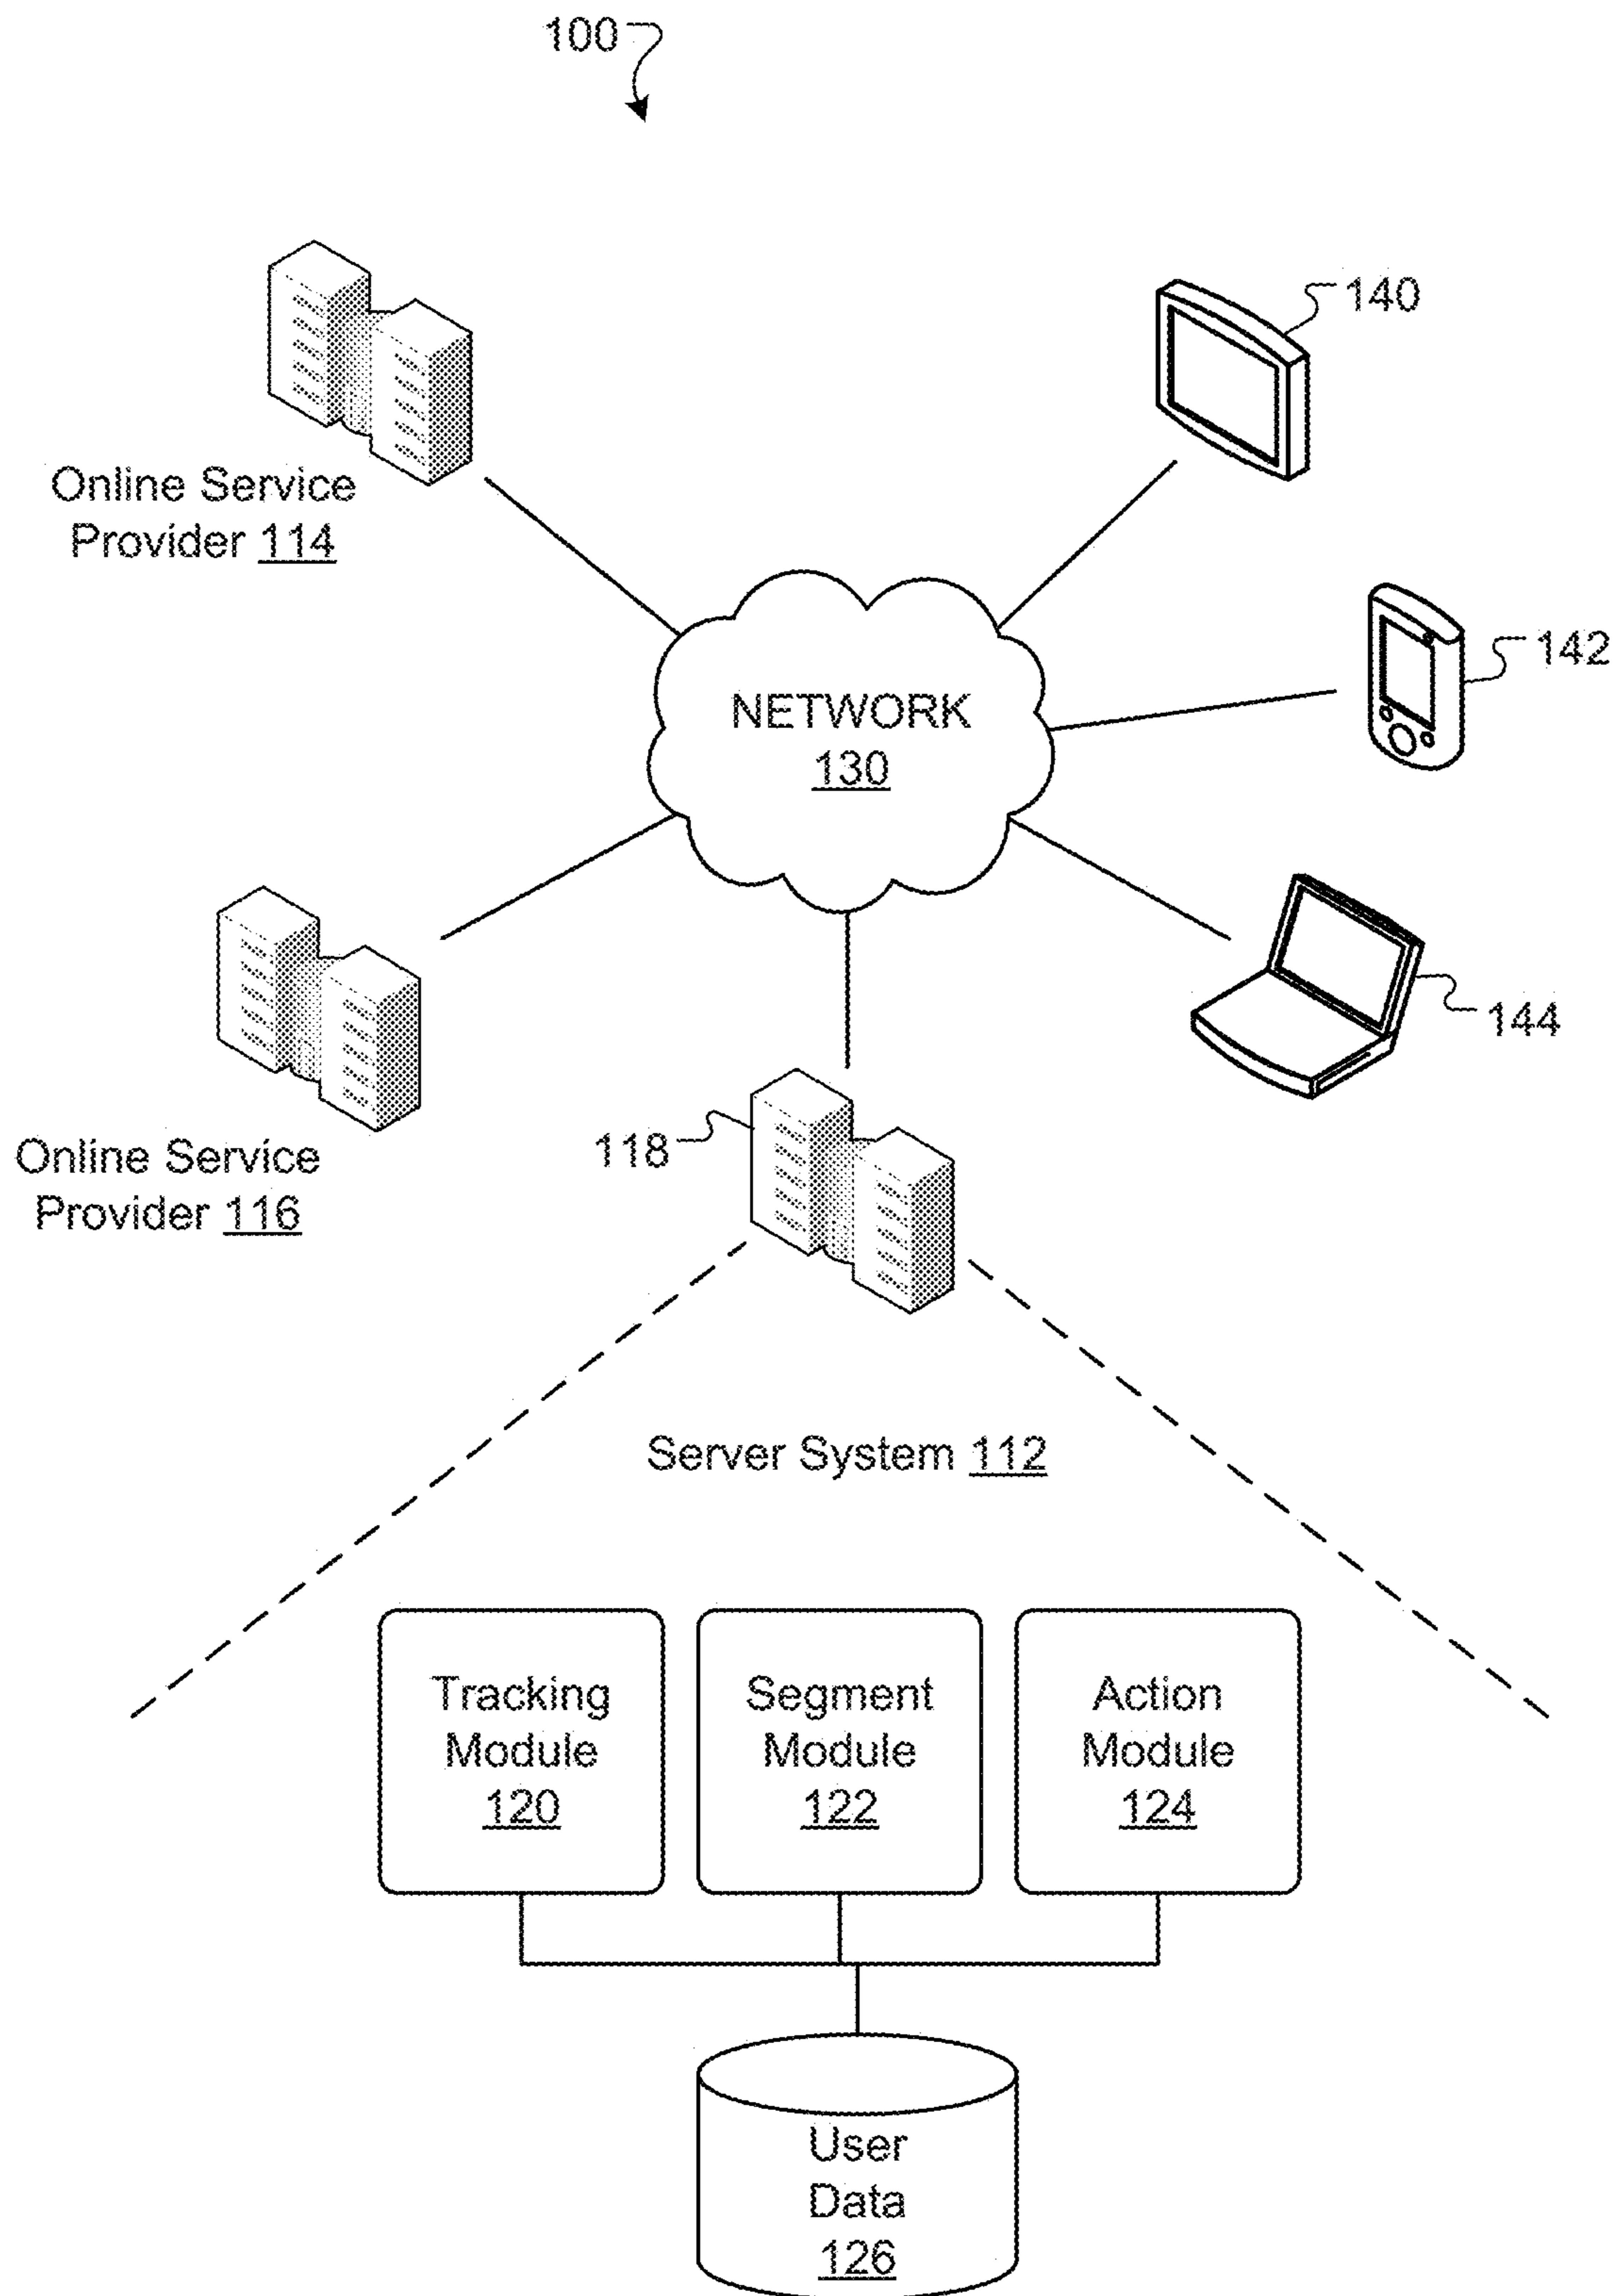 100
140
Online Service
Provider 114
142
NETWORK
130
144
118
Online Service
Provider 116
Server System 112
Tracking
Module
120
Segment
Module
122
Action
Module
124
User
Data
126